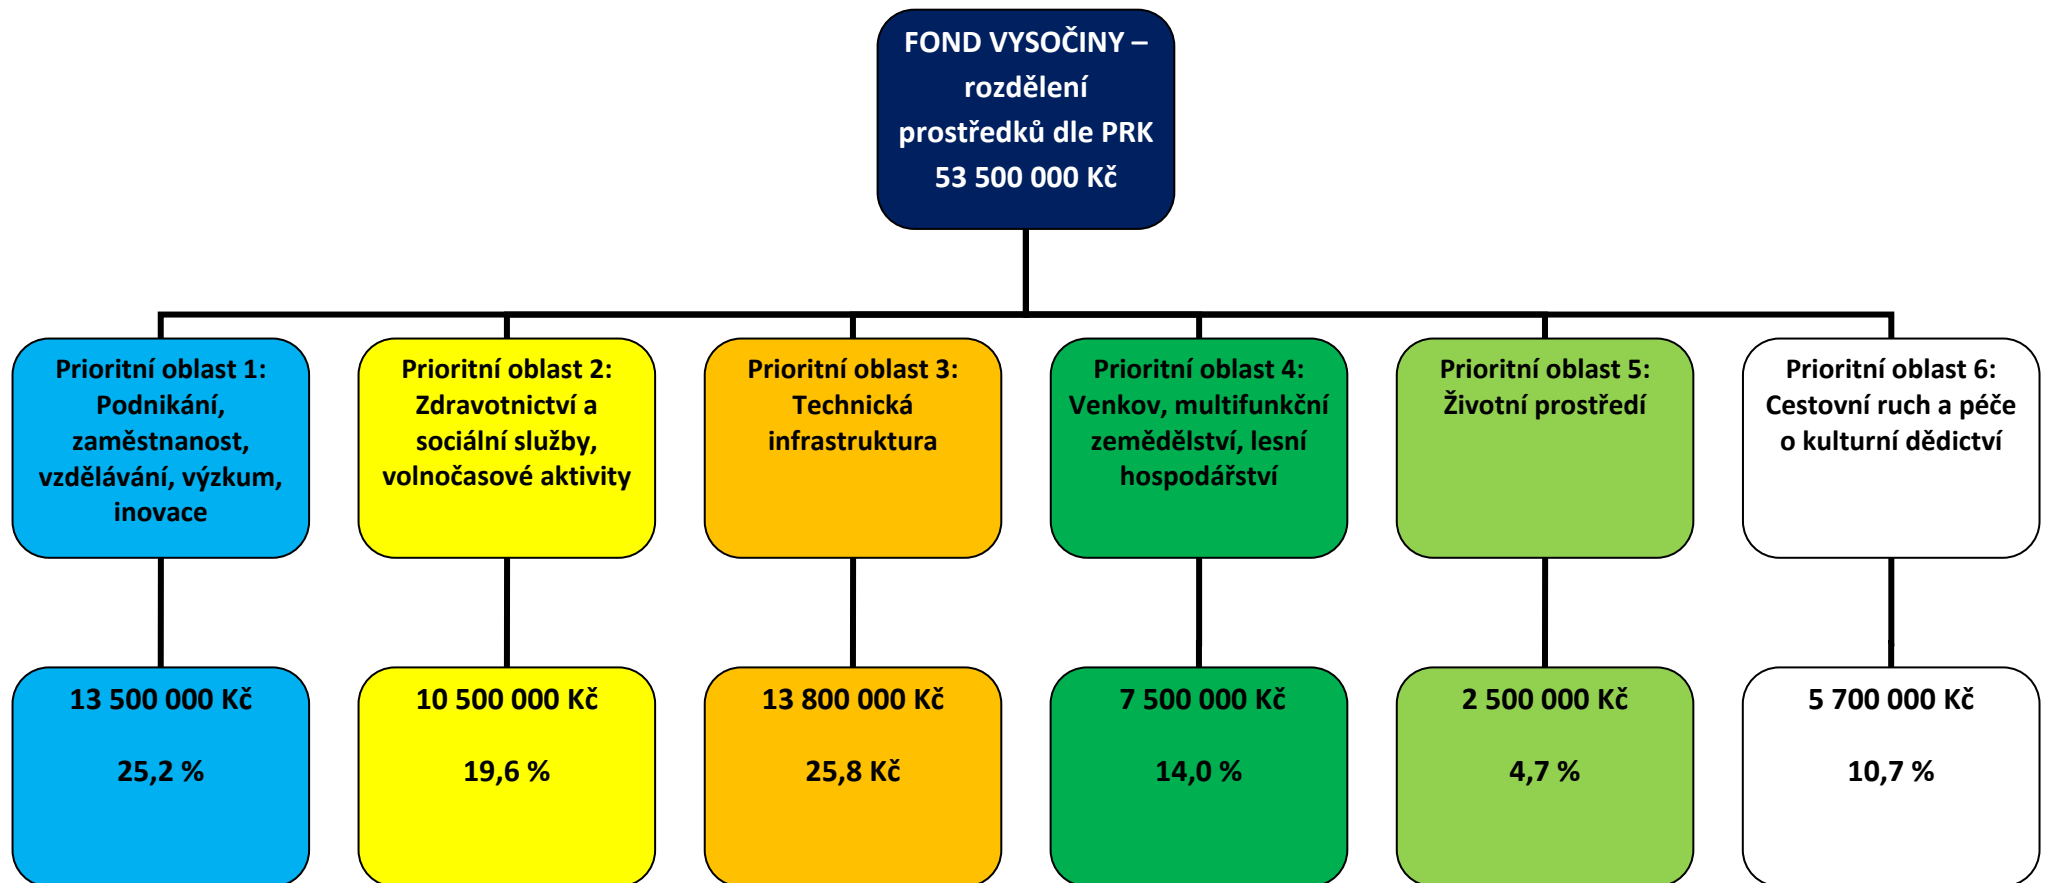 FOND VYSOČINY –
rozdělení
prostředků dle PRK
53 500 000 Kč
Prioritní oblast 1:
Podnikání,
zaměstnanost,
vzdělávání, výzkum,
inovace
Prioritní oblast 2:
Zdravotnictví a
sociální služby,
volnočasové aktivity
Prioritní oblast 3:
Technická
infrastruktura
Prioritní oblast 4:
Venkov, multifunkční
zemědělství, lesní
hospodářství
Prioritní oblast 5:
Životní prostředí
Prioritní oblast 6:
Cestovní ruch a péče
o kulturní dědictví
13 500 000 Kč
25,2 %
10 500 000 Kč
19,6 %
13 800 000 Kč
25,8 Kč
7 500 000 Kč
14,0 %
2 500 000 Kč
4,7 %
5 700 000 Kč
10,7 %